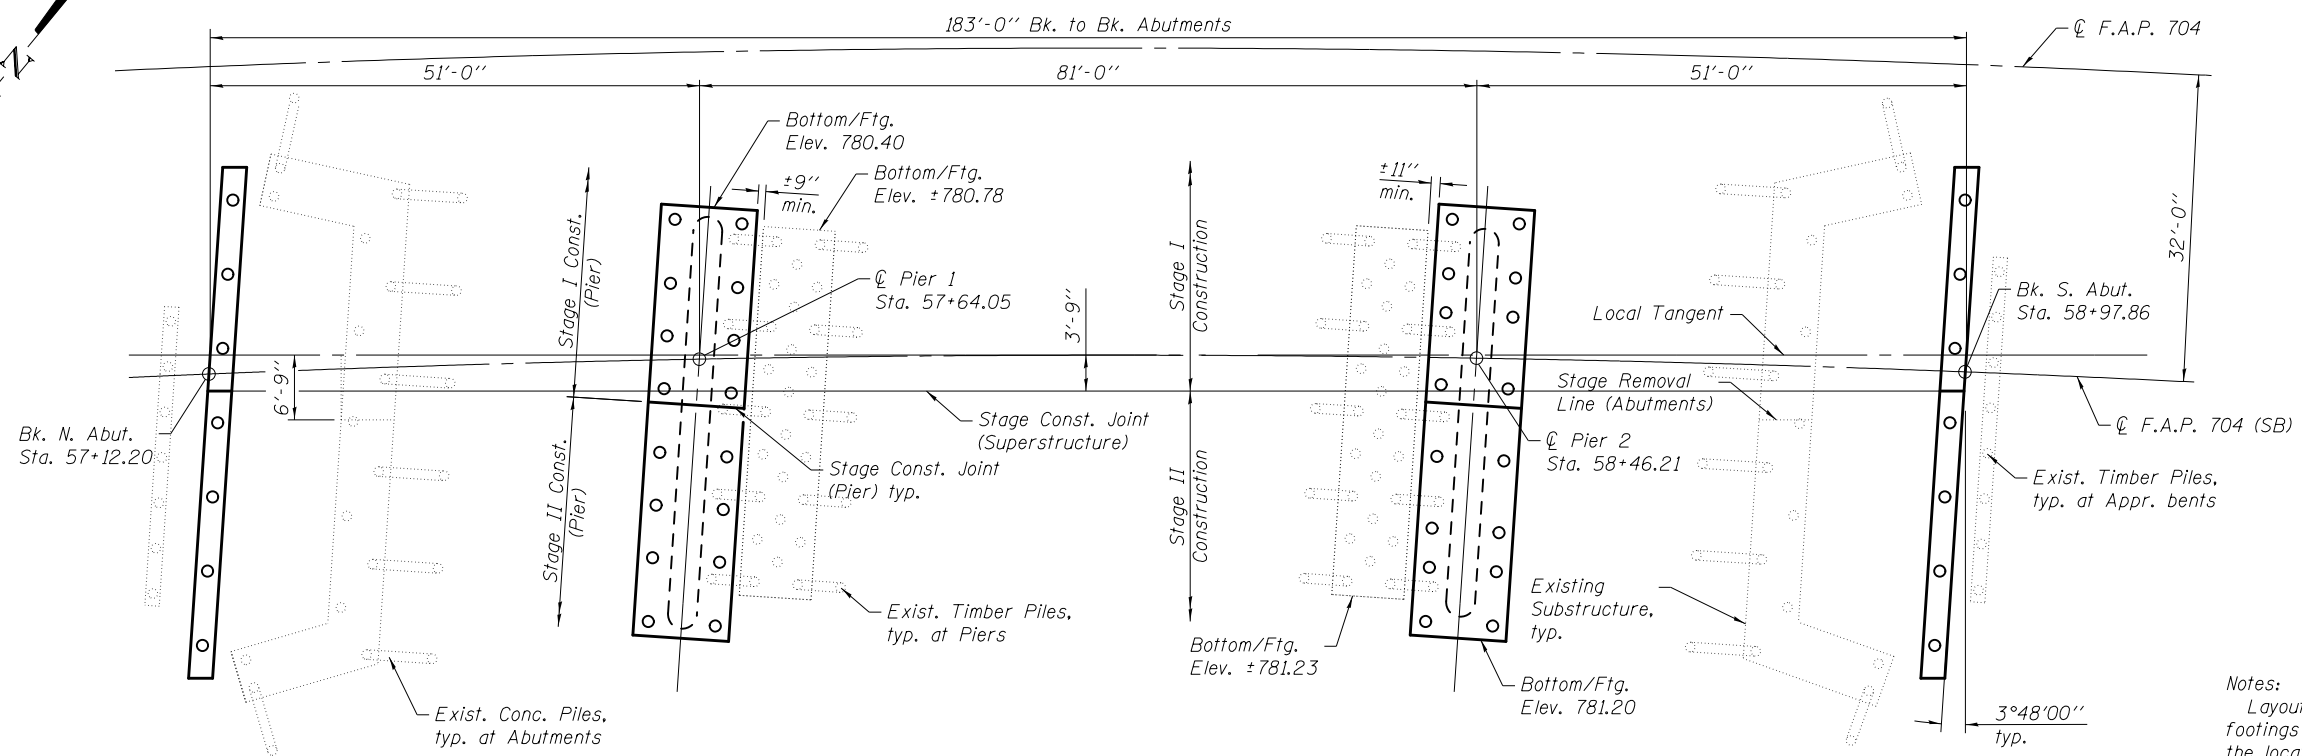 183'-0" Bk. to Bk. Abutments
℄ F.A.P. 704
N
51'-0"
81'-0"
51'-0"
Bottom/Ftg.
Elev. 780.40
±9"
min.
Bottom/Ftg.
Elev. ±780.78
±11"
min.
32'-0"
Stage I Const.
(Pier)
Stage I
Construction
℄ Pier 1
Sta. 57+64.05
3'-9"
Local Tangent
Bk. S. Abut.
Sta. 58+97.86
6'-9"
Stage Removal
Line (Abutments)
Bk. N. Abut.
Sta. 57+12.20
Stage Const. Joint
(Superstructure)
℄ Pier 2
Sta. 58+46.21
℄ F.A.P. 704 (SB)
Stage Const. Joint
(Pier) typ.
Exist. Timber Piles,
typ. at Appr. bents
Stage II Const.
(Pier)
Stage II
Construction
Exist. Timber Piles,
typ. at Piers
Existing
Substructure,
typ.
Bottom/Ftg.
Elev. ±781.23
Bottom/Ftg.
Elev. 781.20
Exist. Conc. Piles,
typ. at Abutments
3°48'00"
typ.
Notes:
Layout
footings
the loca